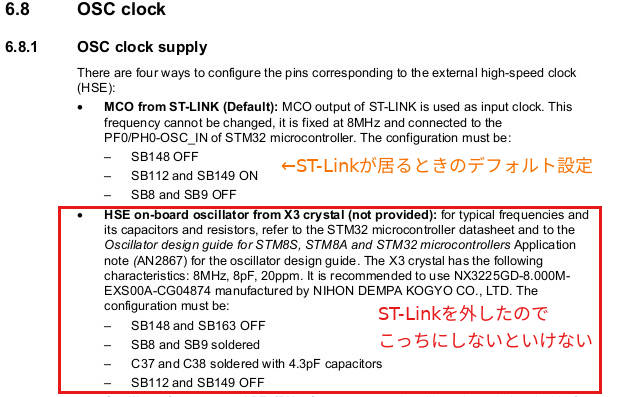 6.8 OSC clock
6.8.1 OSC clock supply
There are four ways to configure the pins corresponding to the external high-speed clock
(HSE):
• MCO from ST-LINK (Default): MCO output of ST-LINK is used as input clock. This
frequency cannot be changed, it is fixed at 8MHz and connected to the
PF0/PH0-OSC_IN of STM32 microcontroller. The configuration must be:
– SB148 OFF
– SB112 and SB149 ON
←ST-Linkが居るときのデフォルト設定
– SB8 and SB9 OFF
• HSE on-board oscillator from X3 crystal (not provided): for typical frequencies and
its capacitors and resistors, refer to the STM32 microcontroller datasheet and to the
Oscillator design guide for STM8S, STM8A and STM32 microcontrollers Application
note (AN2867) for the oscillator design guide. The X3 crystal has the following
characteristics: 8MHz, 8pF, 20ppm. It is recommended to use NX3225GD-8.000M-
EXS00A-CG04874 manufactured by NIHON DEMPA KOGYO CO., LTD. The
configuration must be:
– SB148 and SB163 OFF
– SB8 and SB9 soldered
– C37 and C38 soldered with 4.3pF capacitors
– SB112 and SB149 OFF
ST-Linkを外したので
こっちにしないといけない